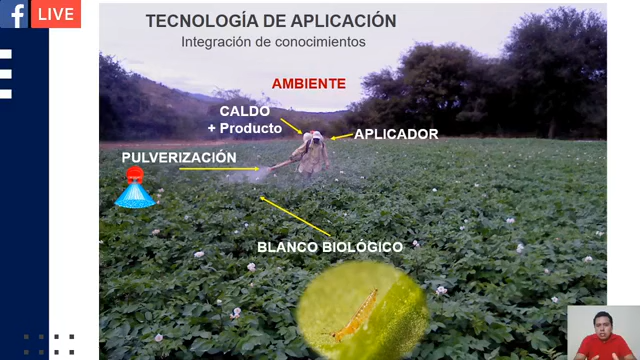 f LIVE
TECNOLOGÍA DE APLICACIÓN
Integración de conocimientos
AMBIENTE
CALDO
+ Producto
APLICADOR
PULVERIZACIÓN
BLANCO BIOLÓGICO